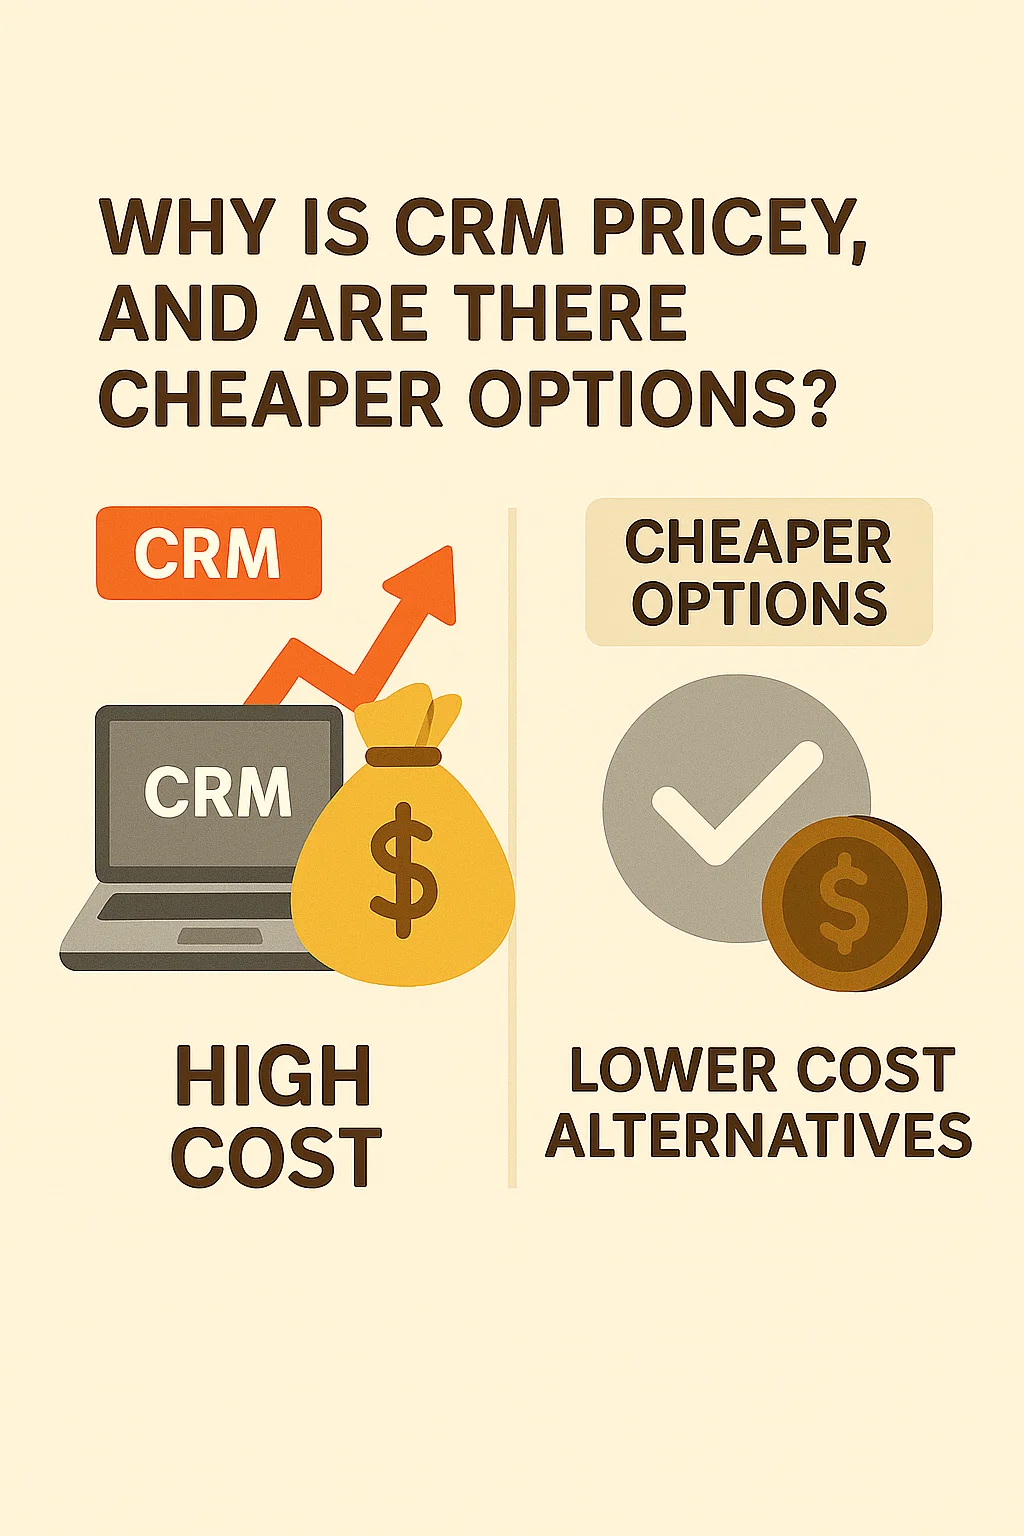 WHY IS CRM PRICEY,
AND ARE THERE
CHEAPER OPTIONS?
CRM
CRM
$
HIGH
COST
CHEAPER
OPTIONS
$
LOWER COST
ALTERNATIVES